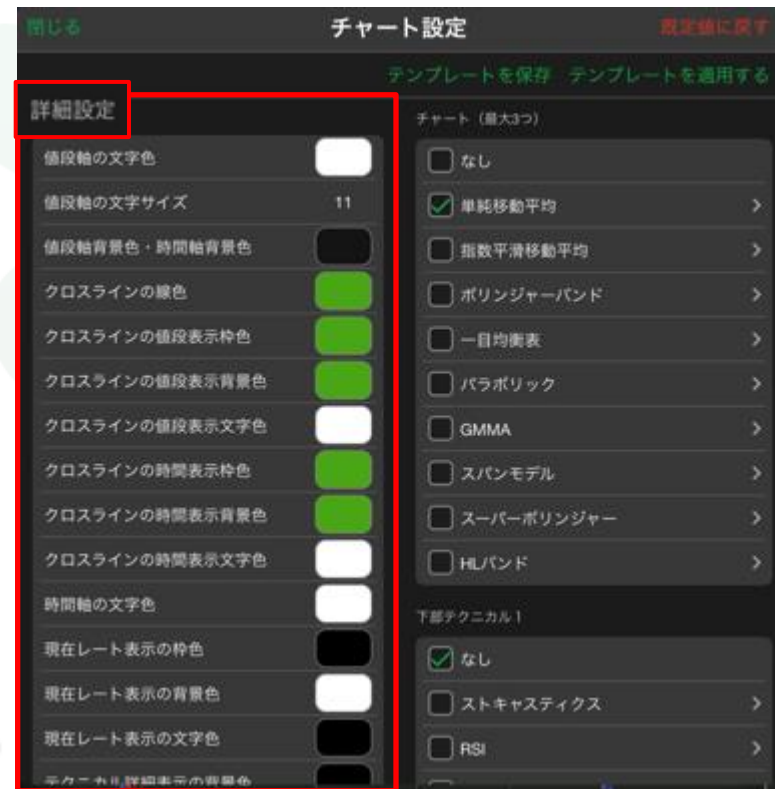 閉じる
チャート設定
既定値に戻す
テンプレートを保存 テンプレートを適用する
詳細設定
値段軸の文字色
値段軸の文字サイズ 11
値段軸背景色・時間軸背景色
クロスラインの線色
クロスラインの値段表示枠色
クロスラインの値段表示背景色
クロスラインの値段表示文字色
クロスラインの時間表示枠色
クロスラインの時間表示背景色
クロスラインの時間表示文字色
時間軸の文字色
現在レート表示の枠色
現在レート表示の背景色
現在レート表示の文字色
テクニカル詳細表示の背景色
チャート（最大3つ）
なし
単純移動平均
指数平滑移動平均
ボリンジャーバンド
一目均衡表
パラボリック
GMMA
スパンモデル
スーパーボリンジャー
HLバンド
下部テクニカル1
なし
ストキャスティクス
RSI